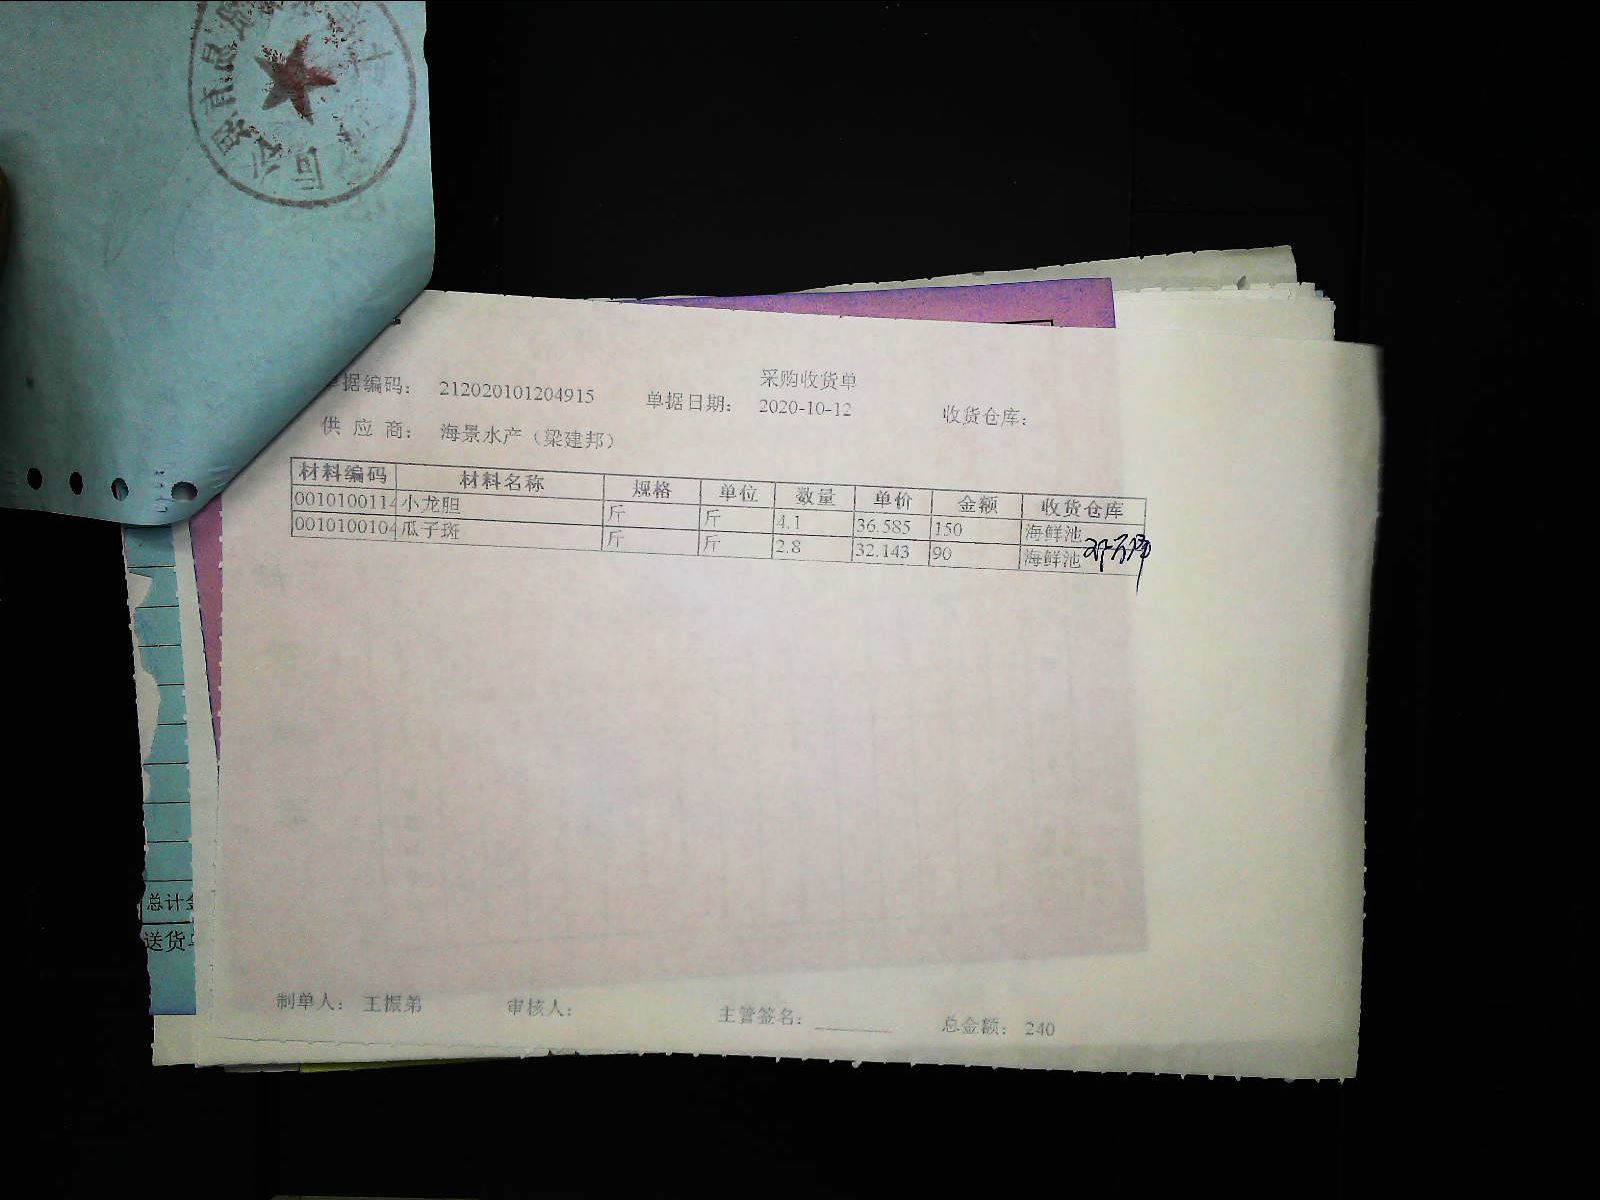 采购收货单
单据编码： 212020101204915 单据日期： 2020-10-12 收货仓库：
供 应 商： 海景水产（梁建邦）
材料编码 材料名称 规格 单位 数量 单价 金额 收货仓库
0010100114 小龙胆 斤 斤 4.1 36.585 150 海鲜池
0010100104 瓜子斑 斤 斤 2.8 32.143 90 海鲜池
总计金
送货单
制单人： 王振弟 审核人： 主管签名： 总金额： 240